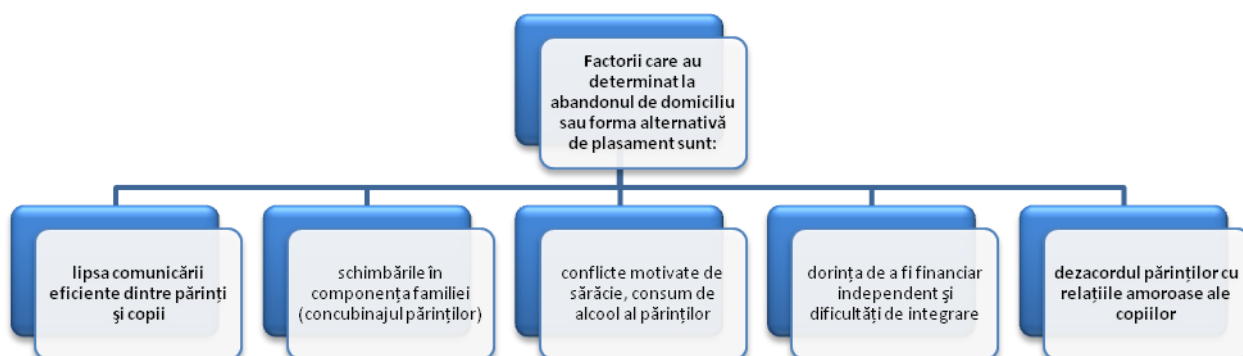 Factorii care au
determinat la
abandonul de domiciliu
sau forma alternativă
de plasament sunt:
lipsa comunicării
eficiente dintre părinți
şi copii
schimbările în
componența familiei
(concubinajul părinților)
conflicte motivate de
sărăcie, consum de
alcool al părinților
dorința de a fi financiar
independent şi
dificultăți de integrare
dezacordul părinților cu
relațiile amoroase ale
copiilor